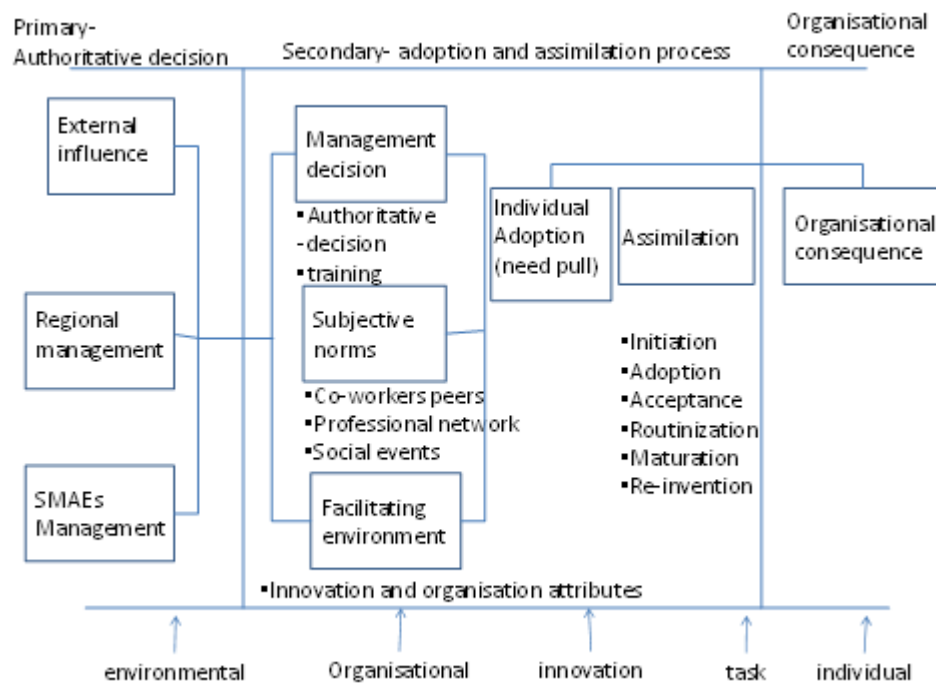 Primary-
Authoritative decision
Secondary- adoption and assimilation process
Organisational
consequence
External
influence
Regional
management
SMAEs
Management
Management
decision
▪Authoritative
-decision
▪training
Subjective
norms
▪Co-workers peers
▪Professional network
▪Social events
Facilitating
environment
▪Innovation and organisation attributes
Individual
Adoption
(need pull)
Assimilation
▪Initiation
▪Adoption
▪Acceptance
▪Routinization
▪Maturation
▪Re-invention
Organisational
consequence
environmental
Organisational
innovation
task
individual